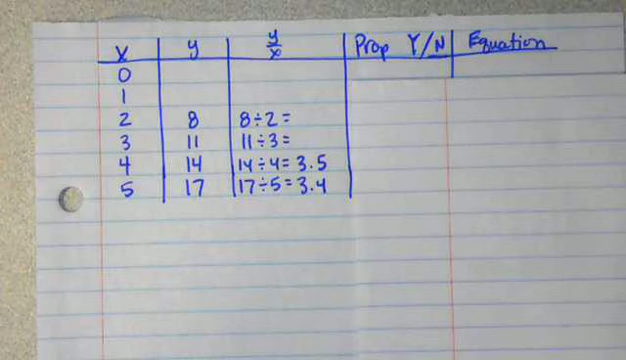 x y y/x Prop Y/N Equation
0
1
2 8 8÷2=
3 11 11÷3=
4 14 14÷4=3.5
5 17 17÷5=3.4